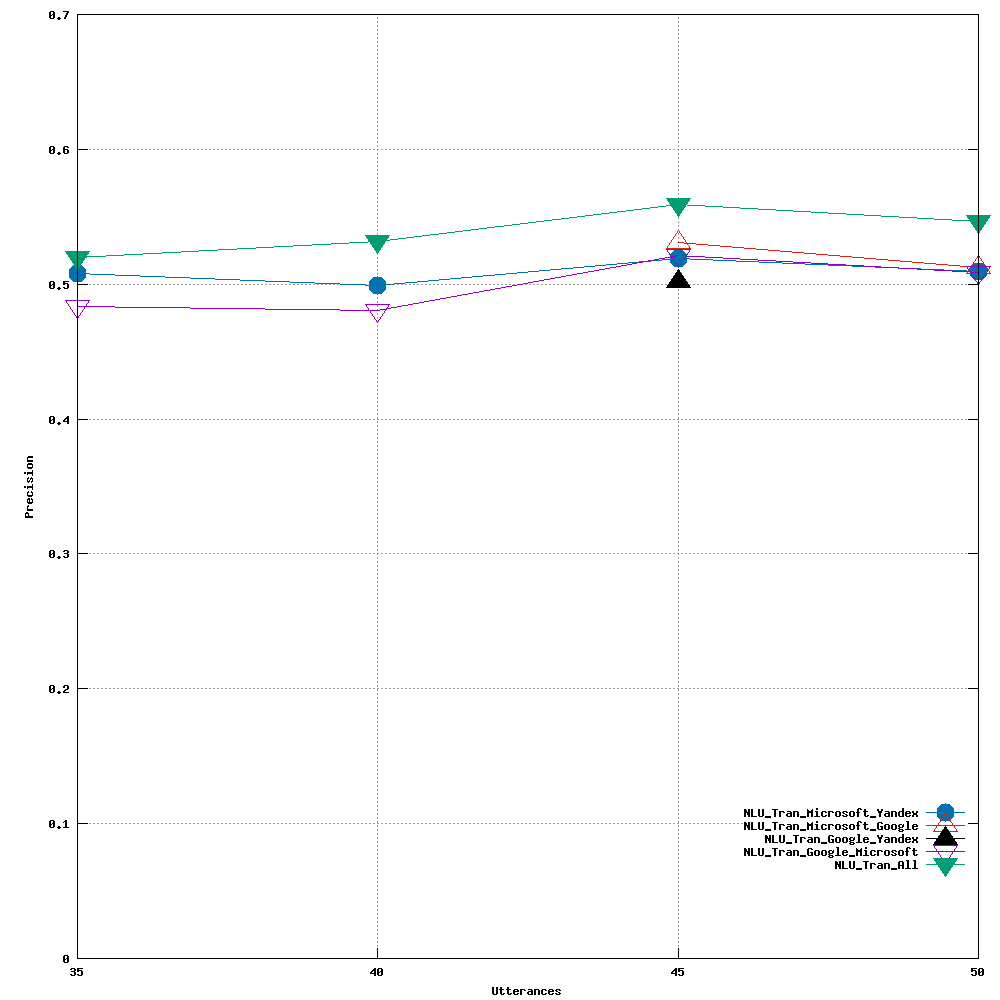 0.7
0.6
0.5
0.4
0.3
0.2
0.1
0
Precision
NLU_Tran_Microsoft_Yandex
NLU_Tran_Microsoft_Google
NLU_Tran_Google_Yandex
NLU_Tran_Google_Microsoft
NLU_Tran_All
35 40 45 50
Utterances